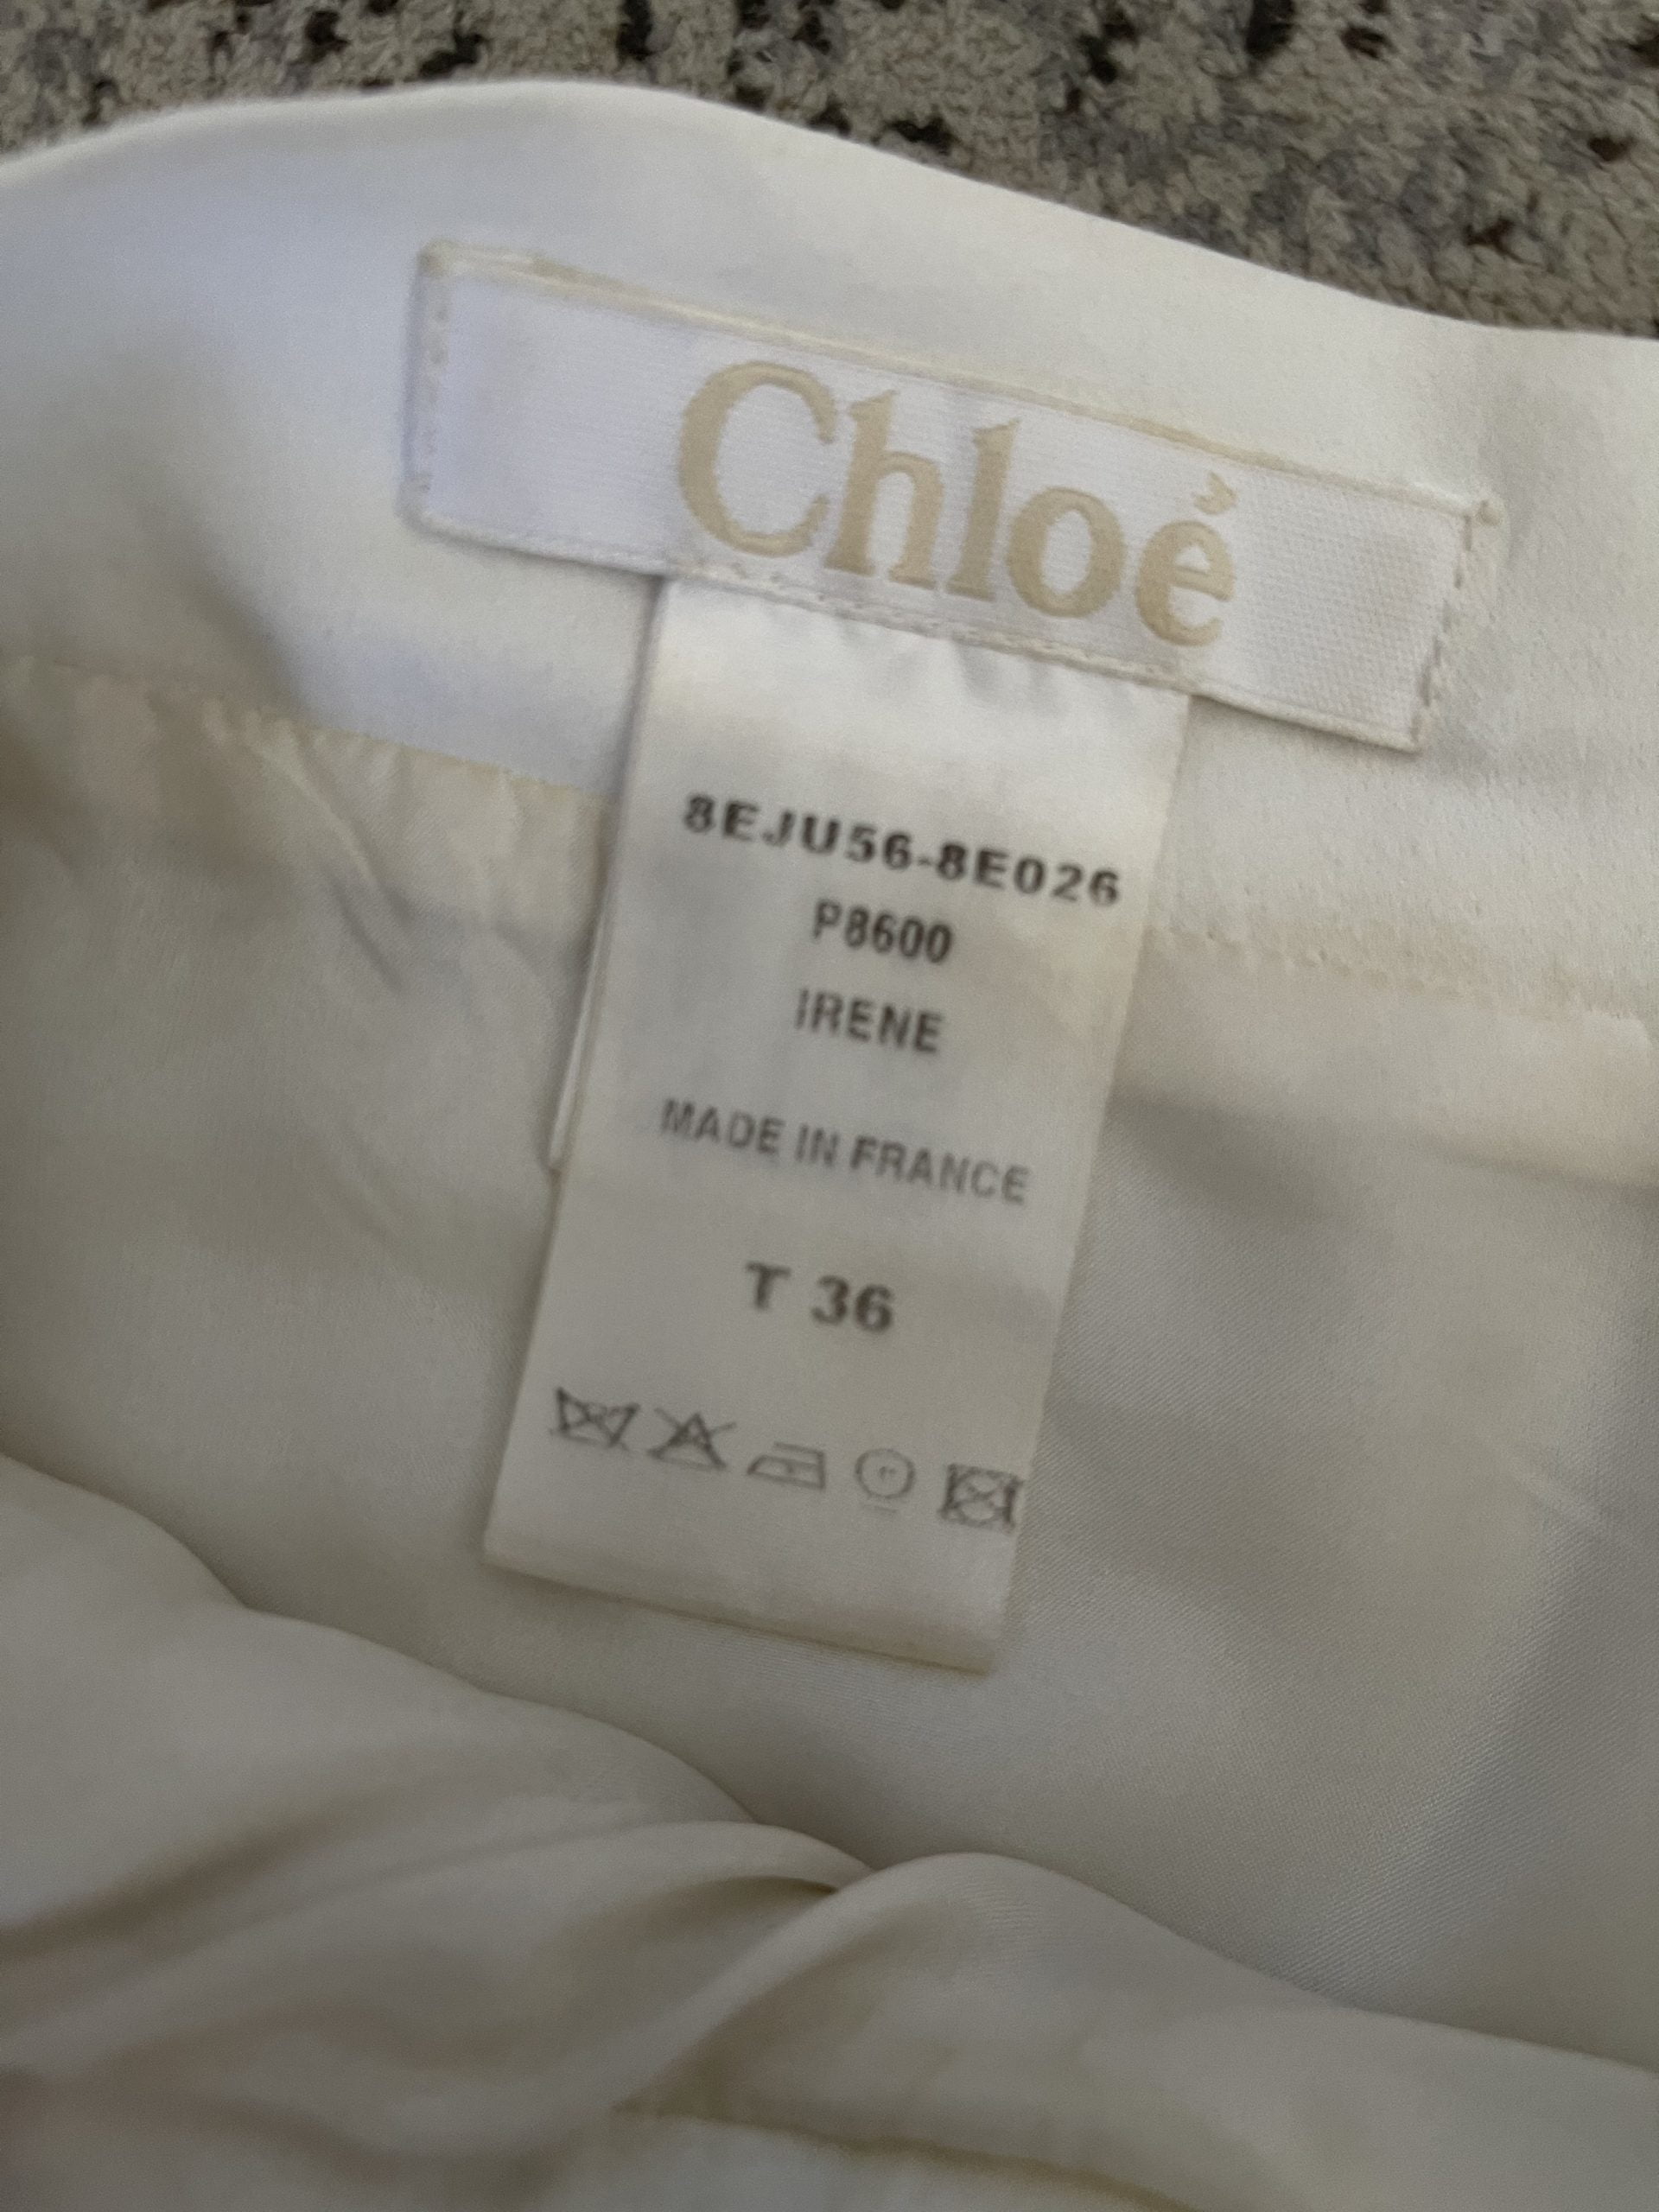 Chloé
8EJU56-8E026
P8600
IRENE
MADE IN FRANCE
T 36